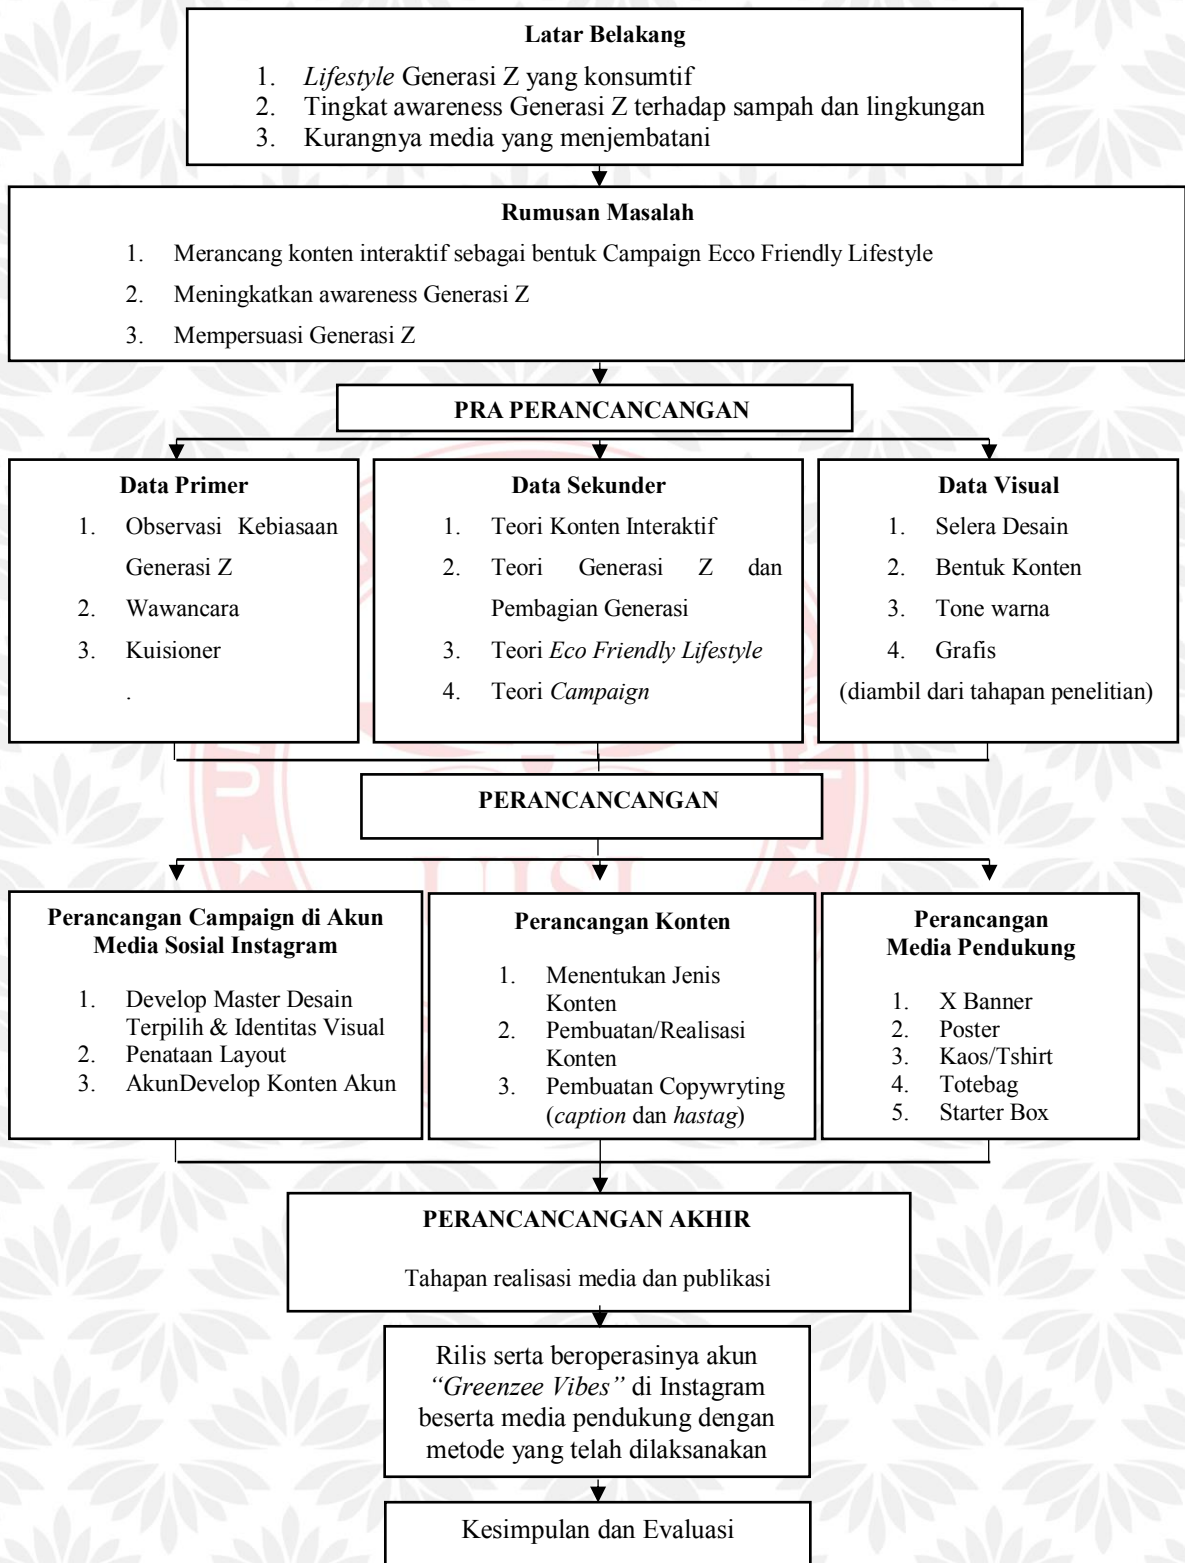 Latar Belakang
1. Lifestyle Generasi Z yang konsumtif
2. Tingkat awareness Generasi Z terhadap sampah dan lingkungan
3. Kurangnya media yang menjembatani
Rumusan Masalah
1. Merancang konten interaktif sebagai bentuk Campaign Ecco Friendly Lifestyle
2. Meningkatkan awareness Generasi Z
3. Mempersuasi Generasi Z
PRA PERANCANCANGAN
Data Primer
1. Observasi Kebiasaan
Generasi Z
2. Wawancara
3. Kuisioner
.
Data Sekunder
1. Teori Konten Interaktif
2. Teori Generasi Z dan
Pembagian Generasi
3. Teori Eco Friendly Lifestyle
4. Teori Campaign
Data Visual
1. Selera Desain
2. Bentuk Konten
3. Tone warna
4. Grafis
(diambil dari tahapan penelitian)
PERANCANCANGAN
Perancangan Campaign di Akun
Media Sosial Instagram
1. Develop Master Desain
Terpilih & Identitas Visual
2. Penataan Layout
3. AkunDevelop Konten Akun
Perancangan Konten
1. Menentukan Jenis
Konten
2. Pembuatan/Realisasi
Konten
3. Pembuatan Copywryting
(caption dan hastag)
Perancangan
Media Pendukung
1. X Banner
2. Poster
3. Kaos/Tshirt
4. Totebag
5. Starter Box
PERANCANCANGAN AKHIR
Tahapan realisasi media dan publikasi
Rilis serta beroperasinya akun
“Greenzee Vibes” di Instagram
beserta media pendukung dengan
metode yang telah dilaksanakan
Kesimpulan dan Evaluasi